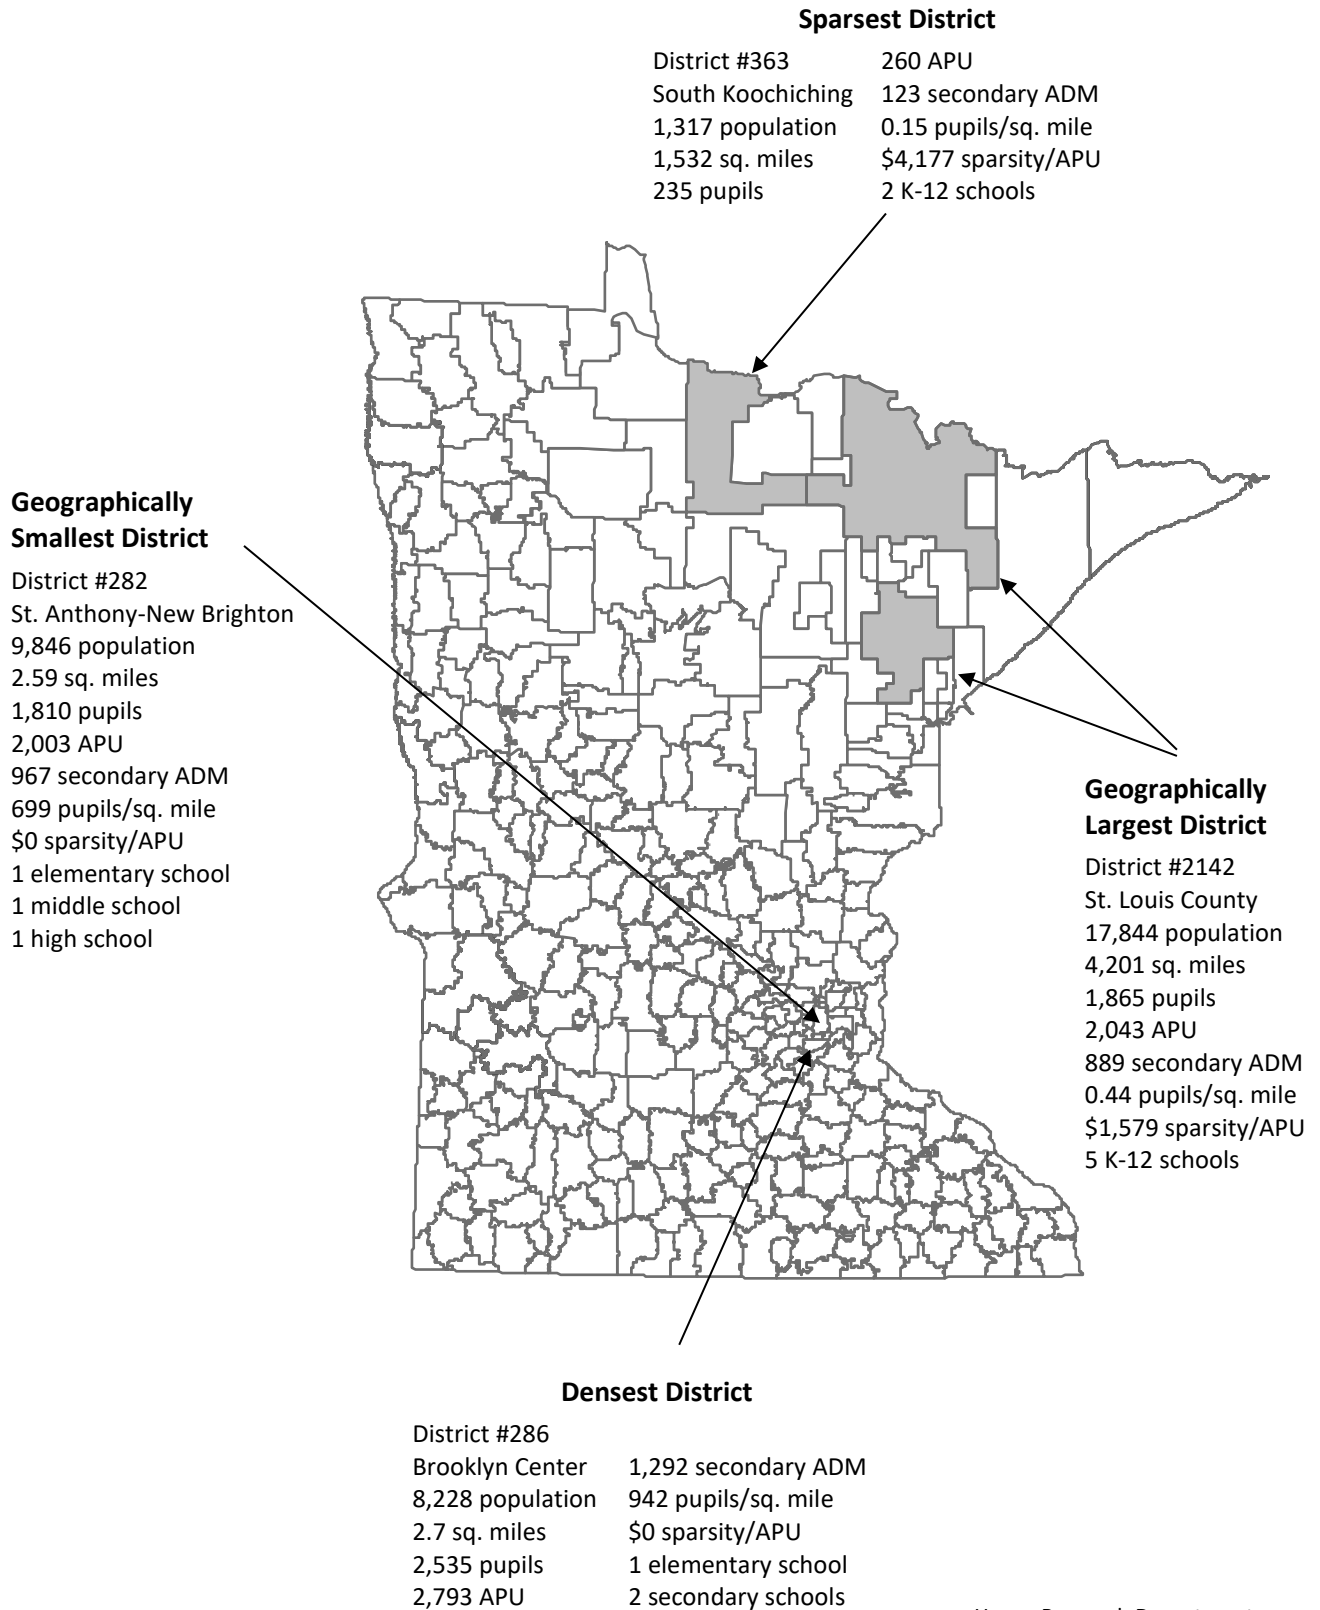 Sparsest District
District #363
South Koochiching
1,317 population
1,532 sq. miles
235 pupils
260 APU
123 secondary ADM
0.15 pupils/sq. mile
$4,177 sparsity/APU
2 K-12 schools
Geographically
Smallest District
District #282
St. Anthony-New Brighton
9,846 population
2.59 sq. miles
1,810 pupils
2,003 APU
967 secondary ADM
699 pupils/sq. mile
$0 sparsity/APU
1 elementary school
1 middle school
1 high school
Geographically
Largest District
District #2142
St. Louis County
17,844 population
4,201 sq. miles
1,865 pupils
2,043 APU
889 secondary ADM
0.44 pupils/sq. mile
$1,579 sparsity/APU
5 K-12 schools
Densest District
District #286
Brooklyn Center
8,228 population
2.7 sq. miles
2,535 pupils
2,793 APU
1,292 secondary ADM
942 pupils/sq. mile
$0 sparsity/APU
1 elementary school
2 secondary schools